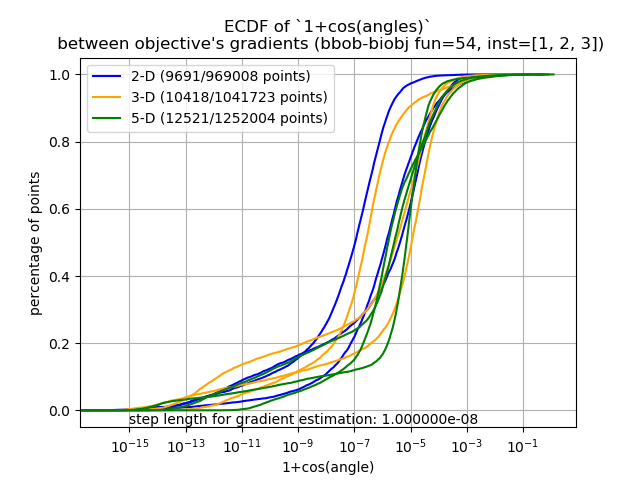 ECDF of `1+cos(angles)`
between objective's gradients (bbob-biobj fun=54, inst=[1, 2, 3])
2-D (9691/969008 points)
3-D (10418/1041723 points)
5-D (12521/1252004 points)
percentage of points
1.0
0.8
0.6
0.4
0.2
0.0
step length for gradient estimation: 1.000000e-08
10⁻¹⁵ 10⁻¹³ 10⁻¹¹ 10⁻⁹ 10⁻⁷ 10⁻⁵ 10⁻³ 10⁻¹
1+cos(angle)